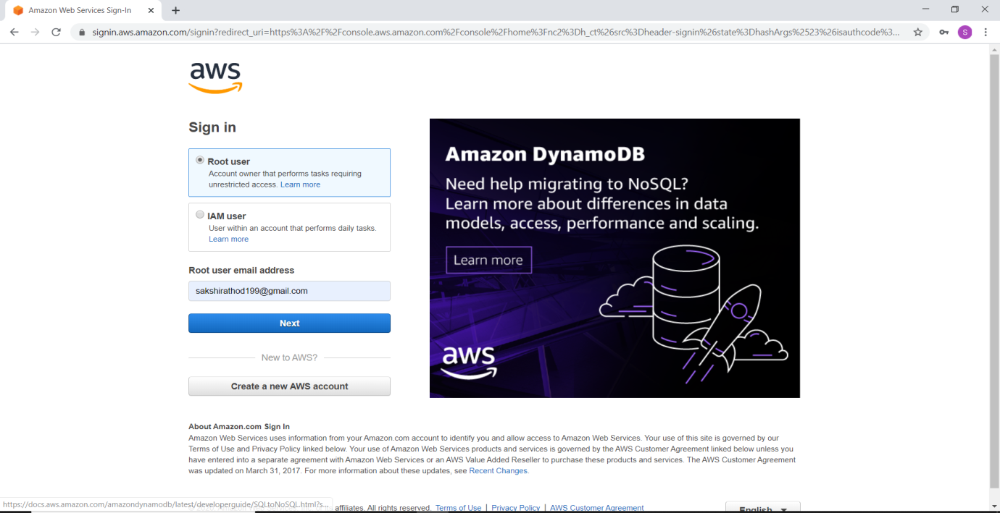 Amazon Web Services Sign-In
signin.aws.amazon.com/signin?redirect_uri=https%3A%2F%2Fconsole.aws.amazon.com%2Fconsole%2Fhome%3Fnc2%3Dh_ct%26src%3Dheader-signin%26state%3DhashArgs%2523%26isauthcode%3...
S
aws
Sign in
Root user
Account owner that performs tasks requiring
unrestricted access. Learn more
IAM user
User within an account that performs daily tasks.
Learn more
Root user email address
sakshirathod199@gmail.com
Next
New to AWS?
Create a new AWS account
Amazon DynamoDB
Need help migrating to NoSQL?
Learn more about differences in data
models, access, performance and scaling.
Learn more
aws
About Amazon.com Sign In
Amazon Web Services uses information from your Amazon.com account to identify you and allow access to Amazon Web Services. Your use of this site is governed by our
Terms of Use and Privacy Policy linked below. Your use of Amazon Web Services products and services is governed by the AWS Customer Agreement linked below unless you
have entered into a separate agreement with Amazon Web Services or an AWS Value Added Reseller to purchase these products and services. The AWS Customer Agreement
was updated on March 31, 2017. For more information about these updates, see Recent Changes.
https://docs.aws.amazon.com/amazondynamodb/latest/developerguide/SQLtoNoSQL.html?s...
affiliates. All rights reserved. Terms of Use | Privacy Policy | AWS Customer Agreement
English